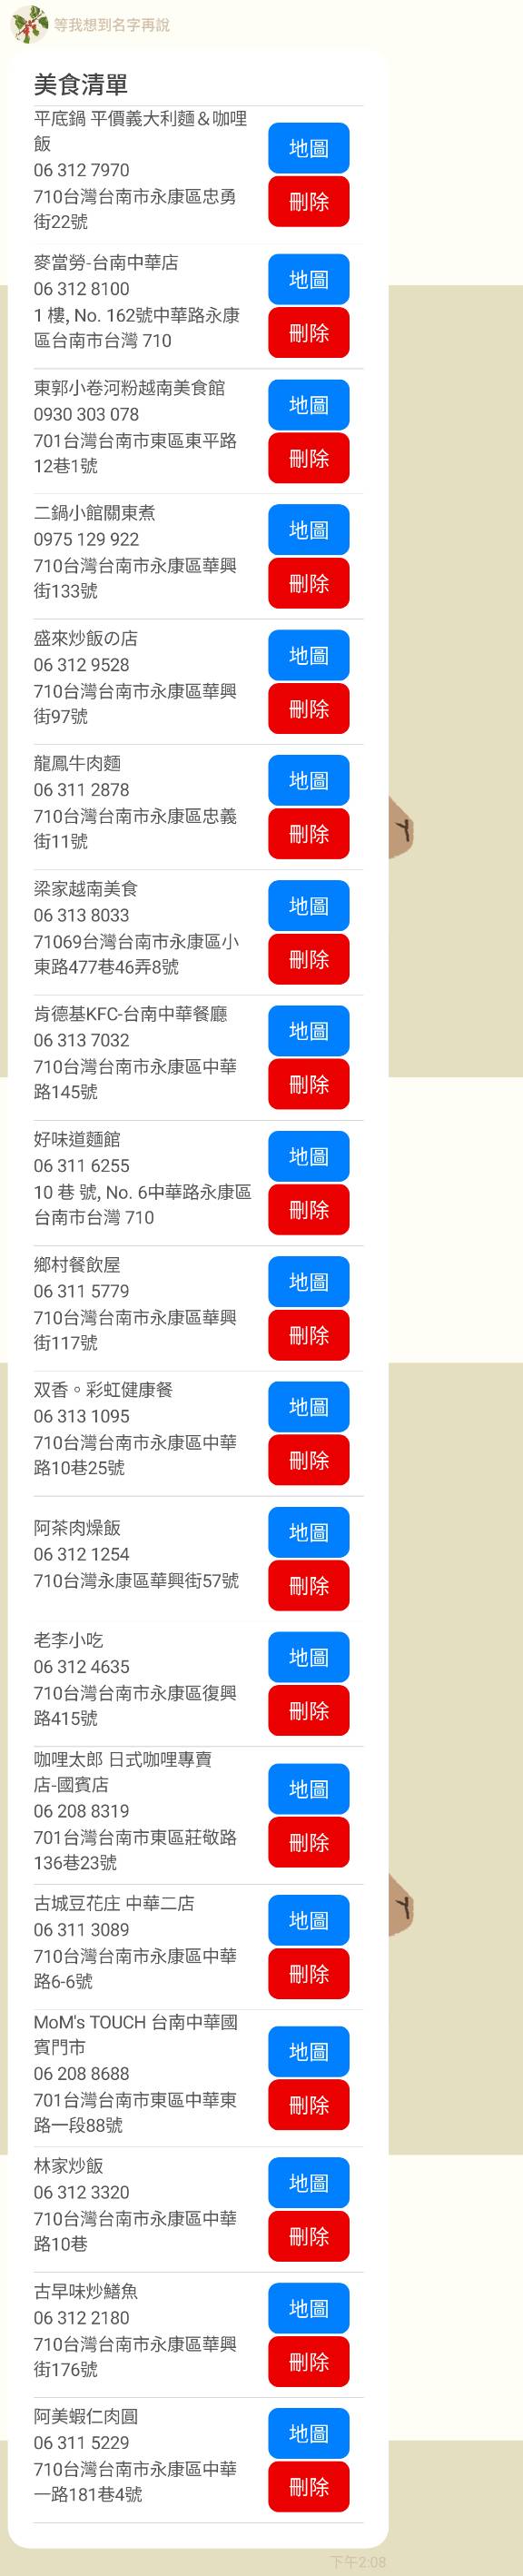 等我想到名字再說
美食清單
平底鍋 平價義大利麵＆咖哩
飯
06 312 7970
710台灣台南市永康區忠勇
街22號
地圖
刪除
麥當勞-台南中華店
06 312 8100
1 樓, No. 162號中華路永康
區台南市台灣 710
地圖
刪除
東郭小卷河粉越南美食館
0930 303 078
701台灣台南市東區東平路
12巷1號
地圖
刪除
二鍋小館關東煮
0975 129 922
710台灣台南市永康區華興
街133號
地圖
刪除
盛來炒飯の店
06 312 9528
710台灣台南市永康區華興
街97號
地圖
刪除
龍鳳牛肉麵
06 311 2878
710台灣台南市永康區忠義
街11號
地圖
刪除
梁家越南美食
06 313 8033
71069台灣台南市永康區小
東路477巷46弄8號
地圖
刪除
肯德基KFC-台南中華餐廳
06 313 7032
710台灣台南市永康區中華
路145號
地圖
刪除
好味道麵館
06 311 6255
10 巷 號, No. 6中華路永康區
台南市台灣 710
地圖
刪除
鄉村餐飲屋
06 311 5779
710台灣台南市永康區華興
街117號
地圖
刪除
双香。彩虹健康餐
06 313 1095
710台灣台南市永康區中華
路10巷25號
地圖
刪除
阿茶肉燥飯
06 312 1254
710台灣永康區華興街57號
地圖
刪除
老李小吃
06 312 4635
710台灣台南市永康區復興
路415號
地圖
刪除
咖哩太郎 日式咖哩專賣
店-國賓店
06 208 8319
701台灣台南市東區莊敬路
136巷23號
地圖
刪除
古城豆花庄 中華二店
06 311 3089
710台灣台南市永康區中華
路6-6號
地圖
刪除
MoM's TOUCH 台南中華國
賓門市
06 208 8688
701台灣台南市東區中華東
路一段88號
地圖
刪除
林家炒飯
06 312 3320
710台灣台南市永康區中華
路10巷
地圖
刪除
古早味炒鱔魚
06 312 2180
710台灣台南市永康區華興
街176號
地圖
刪除
阿美蝦仁肉圓
06 311 5229
710台灣台南市永康區中華
一路181巷4號
地圖
刪除
下午2:08